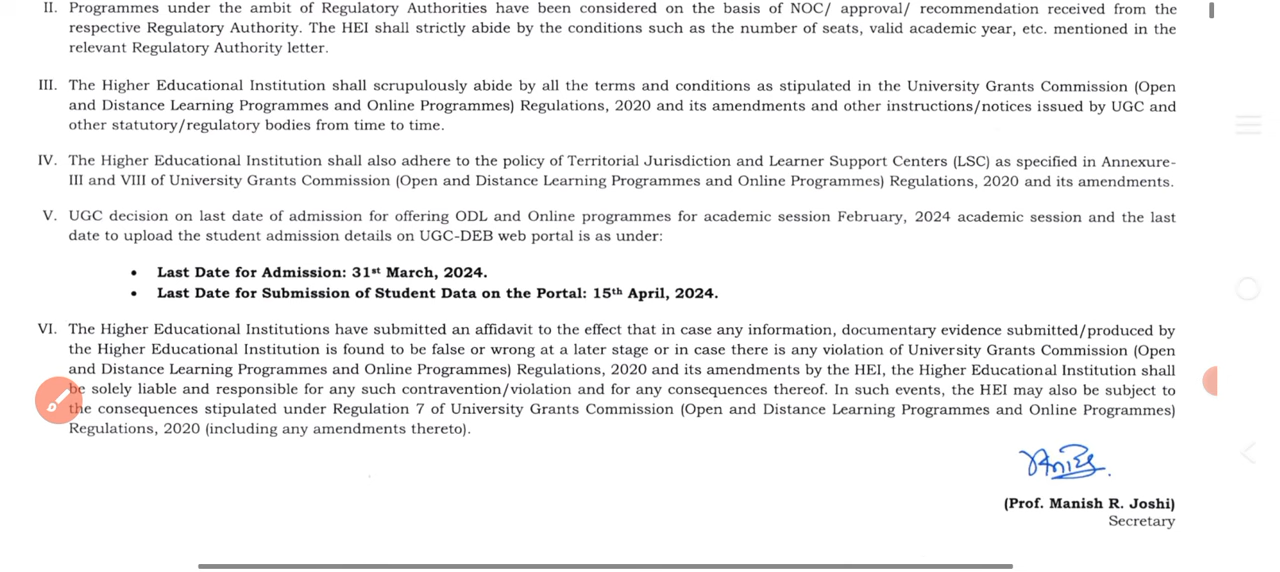 II. Programmes under the ambit of Regulatory Authorities have been considered on the basis of NOC/ approval/ recommendation received from the
respective Regulatory Authority. The HEI shall strictly abide by the conditions such as the number of seats, valid academic year, etc. mentioned in the
relevant Regulatory Authority letter.
III. The Higher Educational Institution shall scrupulously abide by all the terms and conditions as stipulated in the University Grants Commission (Open
and Distance Learning Programmes and Online Programmes) Regulations, 2020 and its amendments and other instructions/notices issued by UGC and
other statutory/regulatory bodies from time to time.
IV. The Higher Educational Institution shall also adhere to the policy of Territorial Jurisdiction and Learner Support Centers (LSC) as specified in Annexure-
III and VIII of University Grants Commission (Open and Distance Learning Programmes and Online Programmes) Regulations, 2020 and its amendments.
V. UGC decision on last date of admission for offering ODL and Online programmes for academic session February, 2024 academic session and the last
date to upload the student admission details on UGC-DEB web portal is as under:
• Last Date for Admission: 31st March, 2024.
• Last Date for Submission of Student Data on the Portal: 15th April, 2024.
VI. The Higher Educational Institutions have submitted an affidavit to the effect that in case any information, documentary evidence submitted/produced by
the Higher Educational Institution is found to be false or wrong at a later stage or in case there is any violation of University Grants Commission (Open
and Distance Learning Programmes and Online Programmes) Regulations, 2020 and its amendments by the HEI, the Higher Educational Institution shall
be solely liable and responsible for any such contravention/violation and for any consequences thereof. In such events, the HEI may also be subject to
the consequences stipulated under Regulation 7 of University Grants Commission (Open and Distance Learning Programmes and Online Programmes)
Regulations, 2020 (including any amendments thereto).
(Prof. Manish R. Joshi)
Secretary